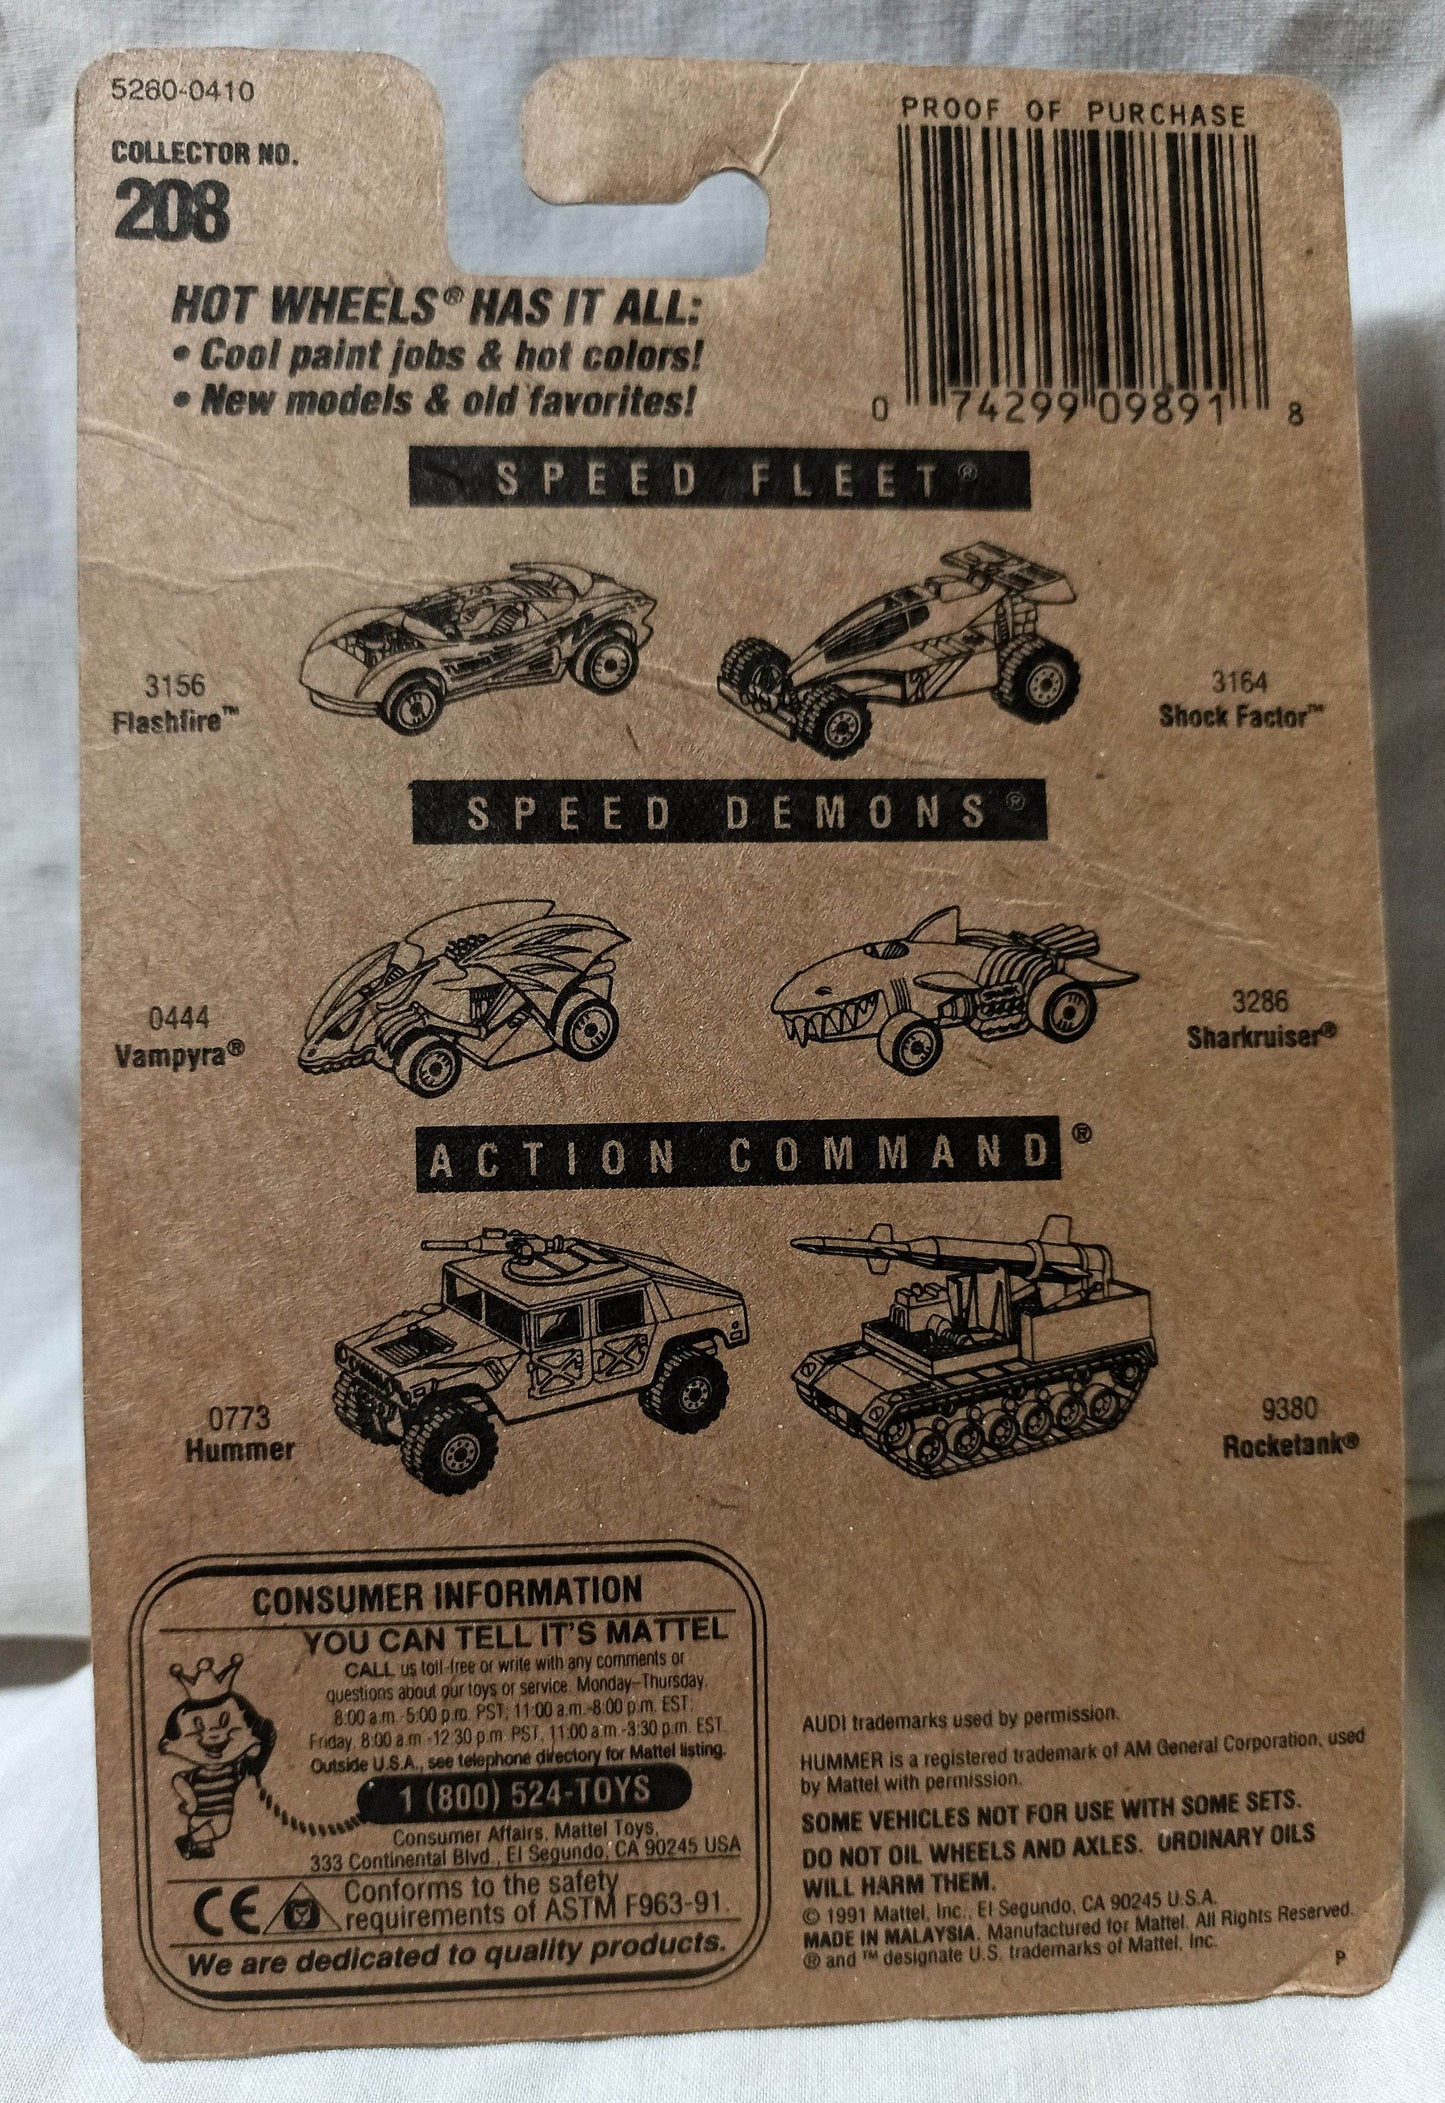 5260-0410
COLLECTOR NO.
208
PROOF OF PURCHASE
0 74299 09891 8
HOT WHEELS® HAS IT ALL:
• Cool paint jobs & hot colors!
• New models & old favorites!
SPEED FLEET®
3156
Flashfire™
3164
Shock Factor™
SPEED DEMONS®
0444
Vampyra®
3286
Sharkruiser®
ACTION COMMAND®
0773
Hummer
9380
Rocketank®
CONSUMER INFORMATION
YOU CAN TELL IT'S MATTEL
CALL us toll-free or write with any comments or
questions about our toys or service. Monday–Thursday,
8:00 a.m.-5:00 p.m. PST; 11:00 a.m.-8:00 p.m. EST;
Friday, 8:00 a.m.-12:30 p.m. PST, 11:00 a.m.-3:30 p.m. EST.
Outside U.S.A., see telephone directory for Mattel listing.
1 (800) 524-TOYS
Consumer Affairs, Mattel Toys,
333 Continental Blvd., El Segundo, CA 90245 USA
CE Conforms to the safety
requirements of ASTM F963-91.
We are dedicated to quality products.
AUDI trademarks used by permission.
HUMMER is a registered trademark of AM General Corporation, used
by Mattel with permission.
SOME VEHICLES NOT FOR USE WITH SOME SETS.
DO NOT OIL WHEELS AND AXLES. ORDINARY OILS
WILL HARM THEM.
© 1991 Mattel, Inc., El Segundo, CA 90245 U.S.A.
MADE IN MALAYSIA. Manufactured for Mattel. All Rights Reserved.
® and ™ designate U.S. trademarks of Mattel, Inc.
P